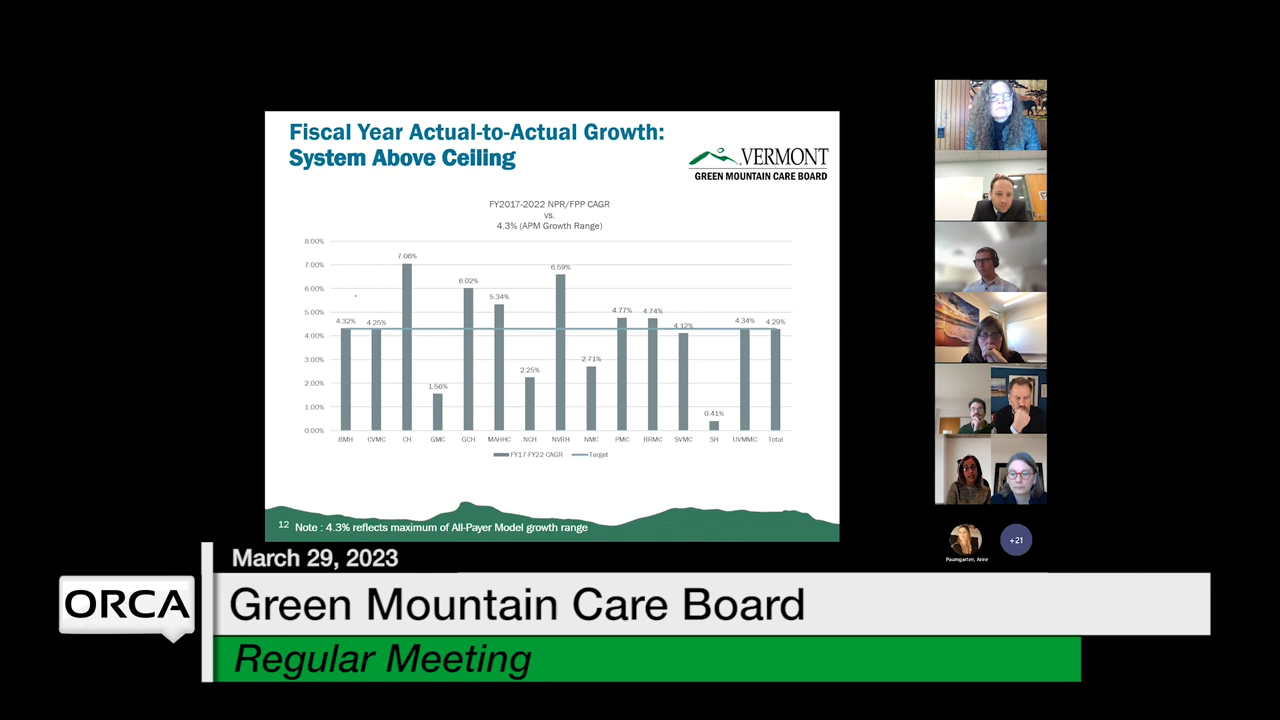 Fiscal Year Actual-to-Actual Growth:
System Above Ceiling
VERMONT
GREEN MOUNTAIN CARE BOARD
FY2017-2022 NPR/FPP CAGR
vs.
4.3% (APM Growth Range)
8.00%
7.00%
6.00%
5.00%
4.00%
3.00%
2.00%
1.00%
0.00%
4.32% 4.25% 7.06% 1.56% 6.02% 5.34% 2.25% 6.59% 2.71% 4.77% 4.74% 4.12% 0.41% 4.34% 4.29%
BMH CVMC CH GMC GCH MAHHC NCH NVRH NMC PMC RRMC SVMC SH UVMMC Total
FY17-FY22 CAGR Target
12 Note : 4.3% reflects maximum of All-Payer Model growth range
+21
Paumgarten, Anne
March 29, 2023
ORCA
Green Mountain Care Board
Regular Meeting